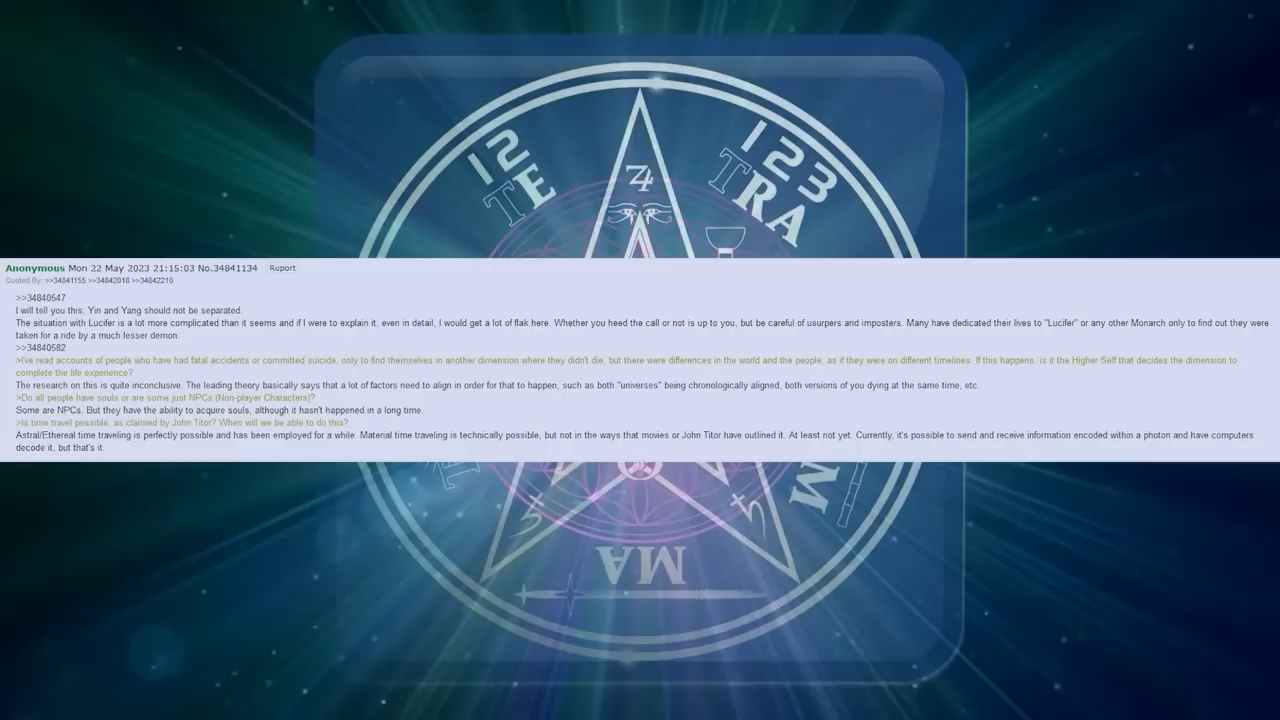 12
123
TE
TRA
Anonymous Mon 22 May 2023 21:15:03 No.34841134 Report
Quoted By: >>34841155 >>34842018 >>34842210
>>34840547
I will tell you this: Yin and Yang should not be separated.
The situation with Lucifer is a lot more complicated than it seems and if I were to explain it, even in detail, I would get a lot of flak here. Whether you heed the call or not is up to you, but be careful of usurpers and imposters. Many have dedicated their lives to "Lucifer" or any other Monarch only to find out they were
taken for a ride by a much lesser demon.
>>34840582
>I've read accounts of people who have had fatal accidents or committed suicide, only to find themselves in another dimension where they didn't die, but there were differences in the world and the people, as if they were on different timelines. If this happens, is it the Higher Self that decides the dimension to
complete the life experience?
The research on this is quite inconclusive. The leading theory basically says that a lot of factors need to align in order for that to happen, such as both "universes" being chronologically aligned, both versions of you dying at the same time, etc.
>Do all people have souls or are some just NPCs (Non-player Characters)?
Some are NPCs. But they have the ability to acquire souls, although it hasn't happened in a long time.
>Is time travel possible, as claimed by John Titor? When will we be able to do this?
Astral/Ethereal time traveling is perfectly possible and has been employed for a while. Material time traveling is technically possible, but not in the ways that movies or John Titor have outlined it. At least not yet. Currently, it's possible to send and receive information encoded within a photon and have computers
decode it, but that's it.
M
MA